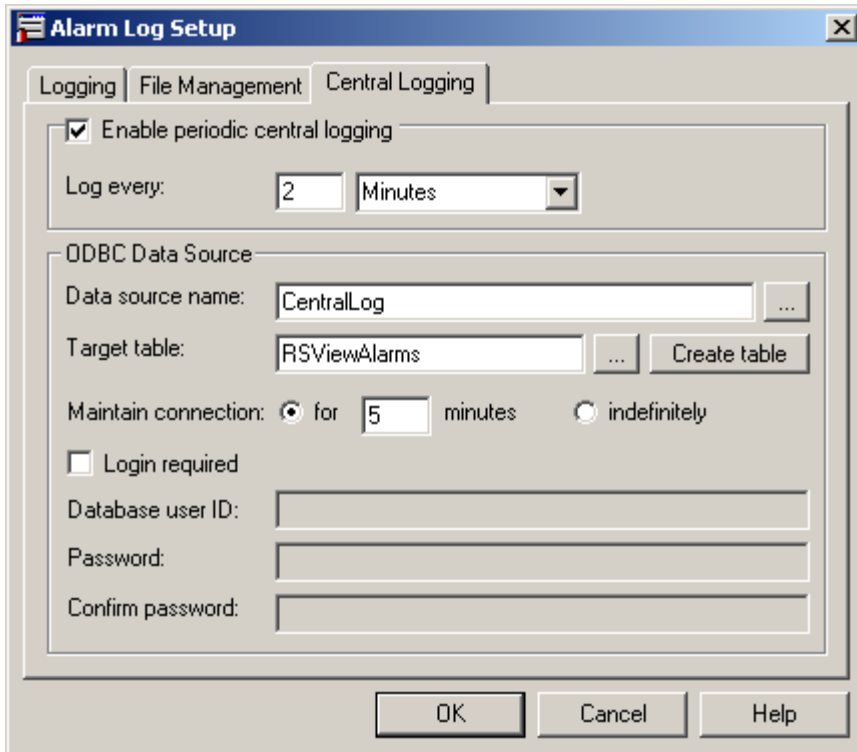 Alarm Log Setup
Logging File Management Central Logging
Enable periodic central logging
Log every: 2 Minutes
ODBC Data Source
Data source name: CentralLog ...
Target table: RSViewAlarms ... Create table
Maintain connection: for 5 minutes indefinitely
Login required
Database user ID:
Password:
Confirm password:
OK Cancel Help